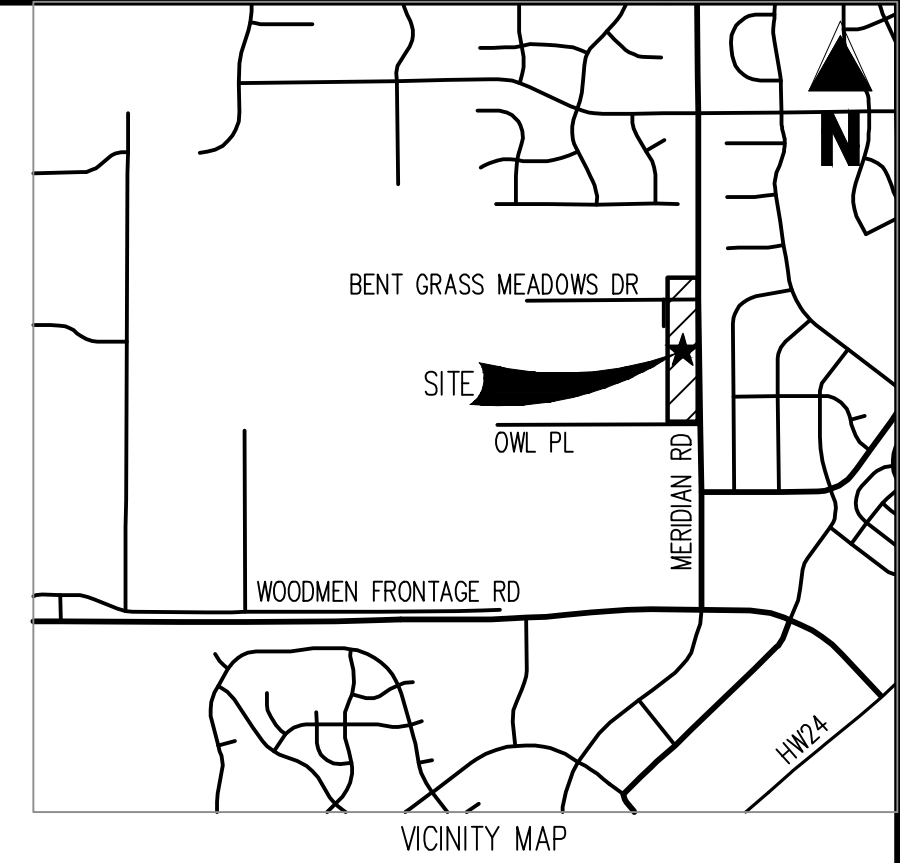 N
BENT GRASS MEADOWS DR
SITE
OWL PL
MERIDIAN RD
WOODMEN FRONTAGE RD
HW24
VICINITY MAP